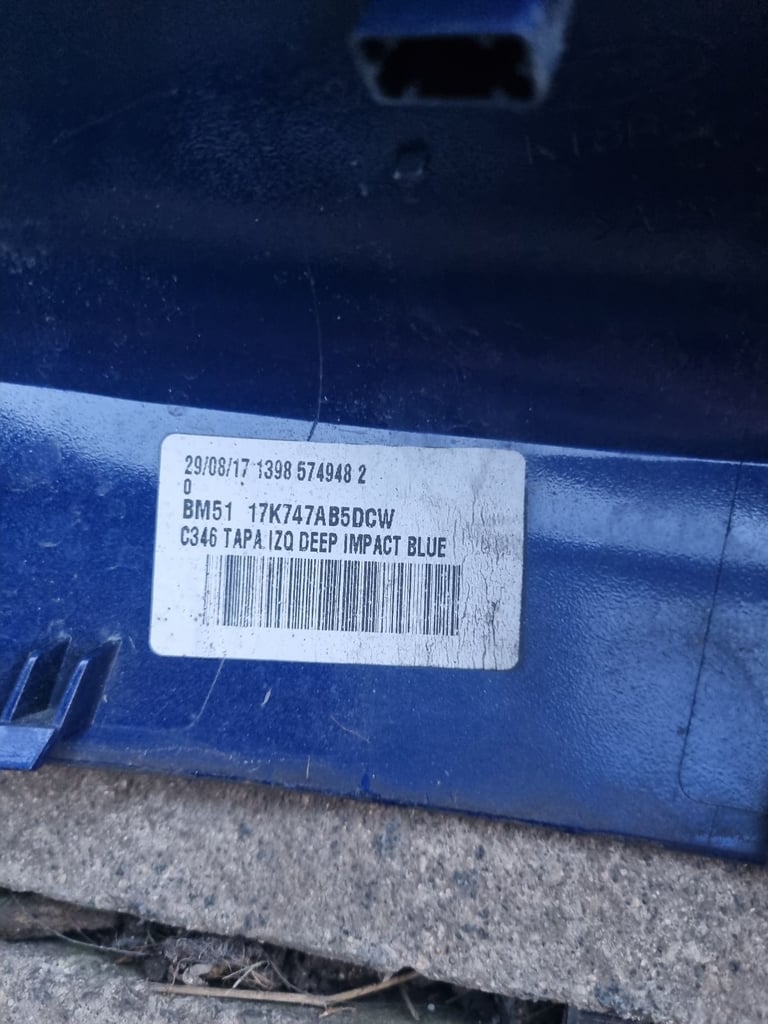 29/08/17 1398 574948 2
0
BM51 17K747AB5DCW
C346 TAPA IZQ DEEP IMPACT BLUE